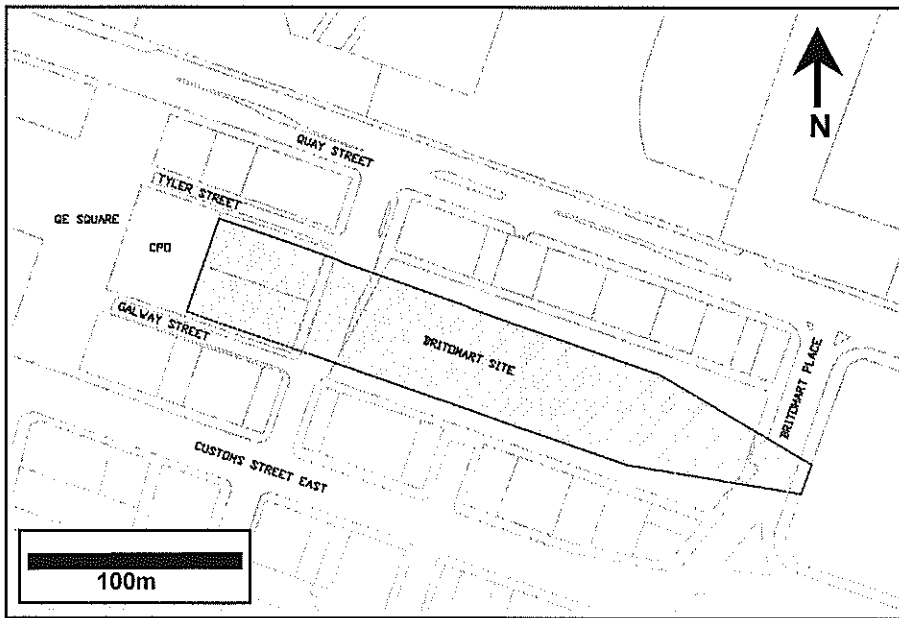 N
QUAY STREET
TYLER STREET
QE SQUARE
CPO
GALWAY STREET
BRITOMART SITE
BRITOMART PLACE
CUSTOMS STREET EAST
100m